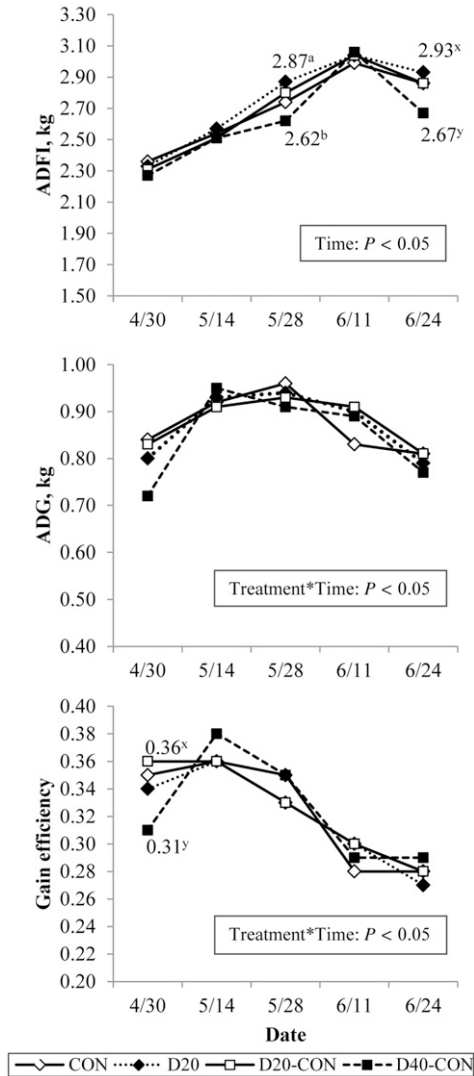 ADFI, kg
3.30
3.10
2.90
2.70
2.50
2.30
2.10
1.90
1.70
1.50
2.87ᵃ
2.93ˣ
2.62ᵇ
2.67ʸ
Time: P < 0.05
4/30 5/14 5/28 6/11 6/24
ADG, kg
1.00
0.90
0.80
0.70
0.60
0.50
0.40
Treatment*Time: P < 0.05
4/30 5/14 5/28 6/11 6/24
Gain efficiency
0.40
0.38
0.36
0.34
0.32
0.30
0.28
0.26
0.24
0.22
0.20
0.36ˣ
0.31ʸ
Treatment*Time: P < 0.05
4/30 5/14 5/28 6/11 6/24
Date
CON D20 D20-CON D40-CON